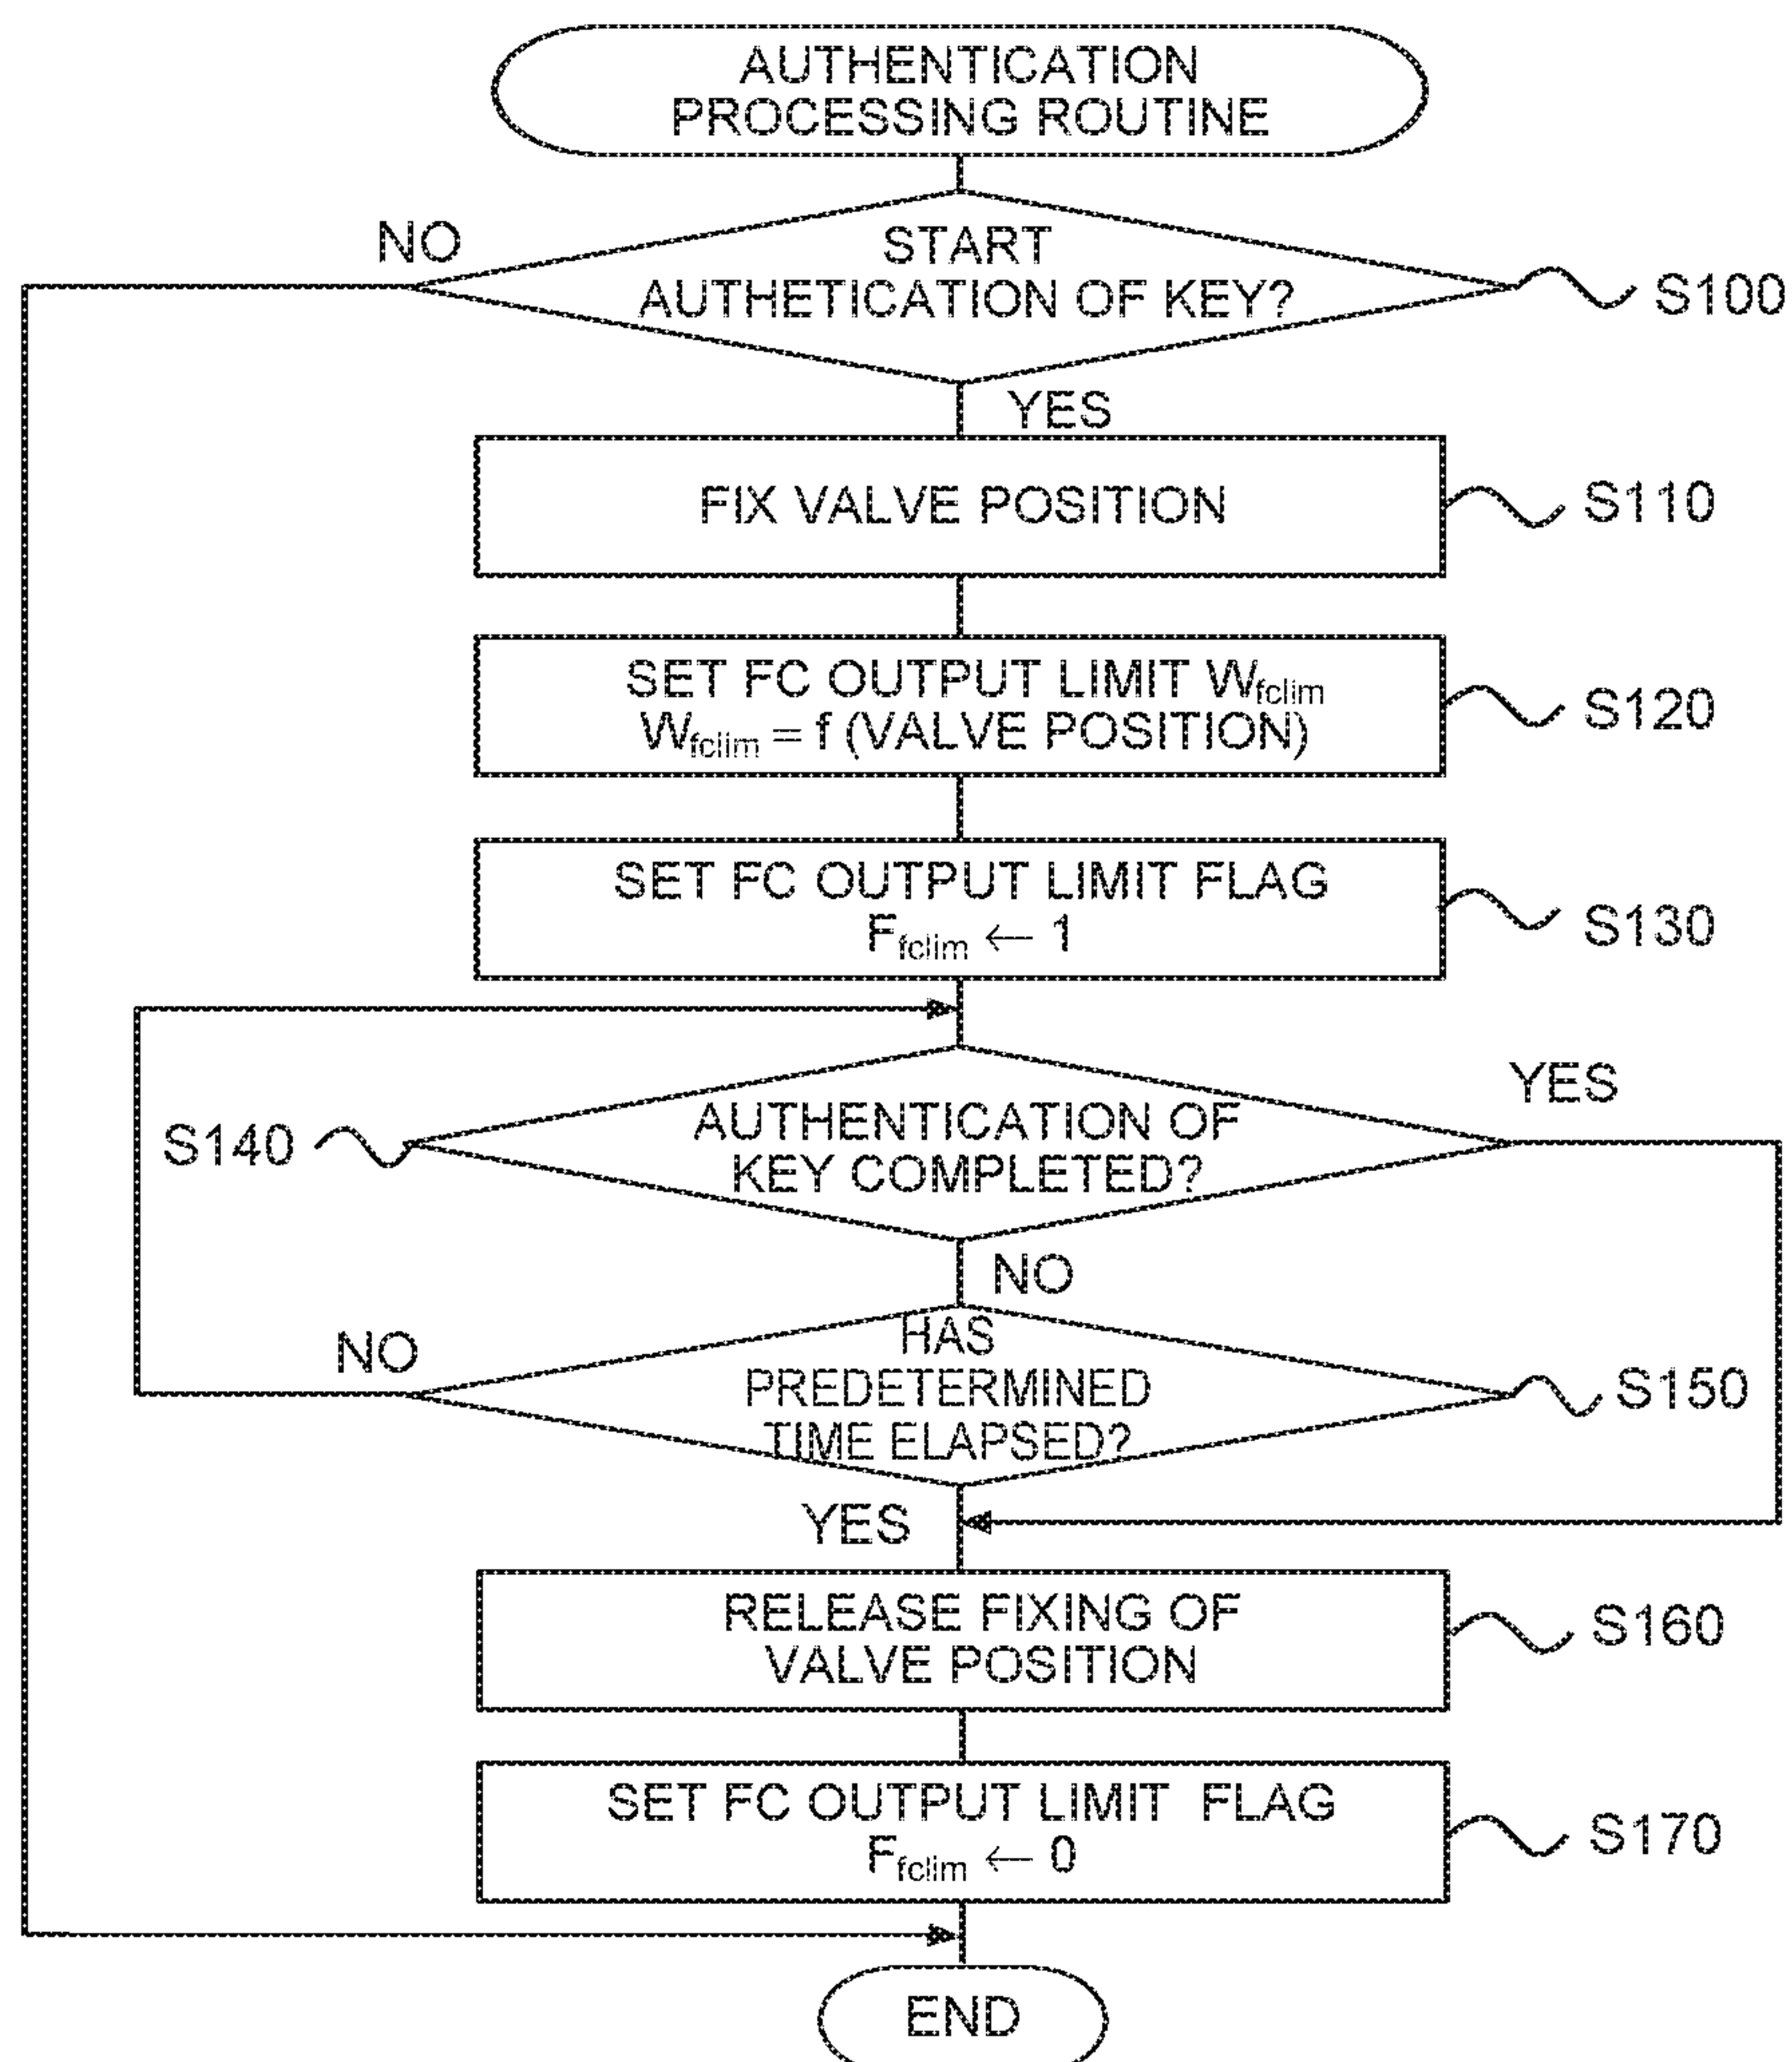 AUTHENTICATION
PROCESSING ROUTINE
NO
START
AUTHETICATION OF KEY?
S100
YES
FIX VALVE POSITION
S110
SET FC OUTPUT LIMIT Wfclim
Wfclim = f (VALVE POSITION)
S120
SET FC OUTPUT LIMIT FLAG
Ffclim ← 1
S130
YES
S140
AUTHENTICATION OF
KEY COMPLETED?
NO
NO
HAS
PREDETERMINED
TIME ELAPSED?
S150
YES
RELEASE FIXING OF
VALVE POSITION
S160
SET FC OUTPUT LIMIT FLAG
Ffclim ← 0
S170
END